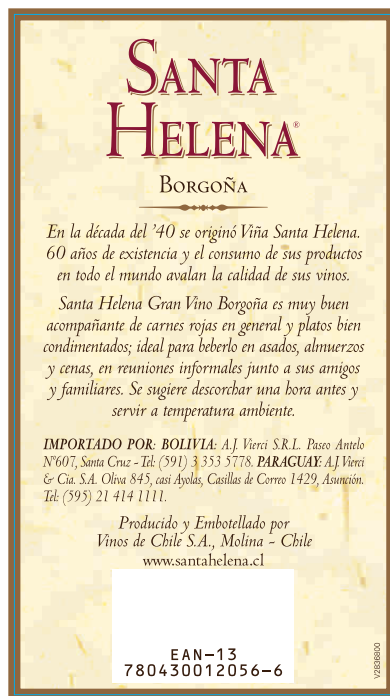 SANTA
HELENA®
BORGOÑA
En la década del ’40 se originó Viña Santa Helena.
60 años de existencia y el consumo de sus productos
en todo el mundo avalan la calidad de sus vinos.
Santa Helena Gran Vino Borgoña es muy buen
acompañante de carnes rojas en general y platos bien
condimentados; ideal para beberlo en asados, almuerzos
y cenas, en reuniones informales junto a sus amigos
y familiares. Se sugiere descorchar una hora antes y
servir a temperatura ambiente.
IMPORTADO POR: BOLIVIA: A.J. Vierci S.R.L. Paseo Antelo
Nº607, Santa Cruz - Tel: (591) 3 353 5778. PARAGUAY: A.J. Vierci
& Cía. S.A. Oliva 845, casi Ayolas, Casillas de Correo 1429, Asunción.
Tel: (595) 21 414 1111.
Producido y Embotellado por
Vinos de Chile S.A., Molina - Chile
www.santahelena.cl
EAN-13
780430012056-6
V2836800